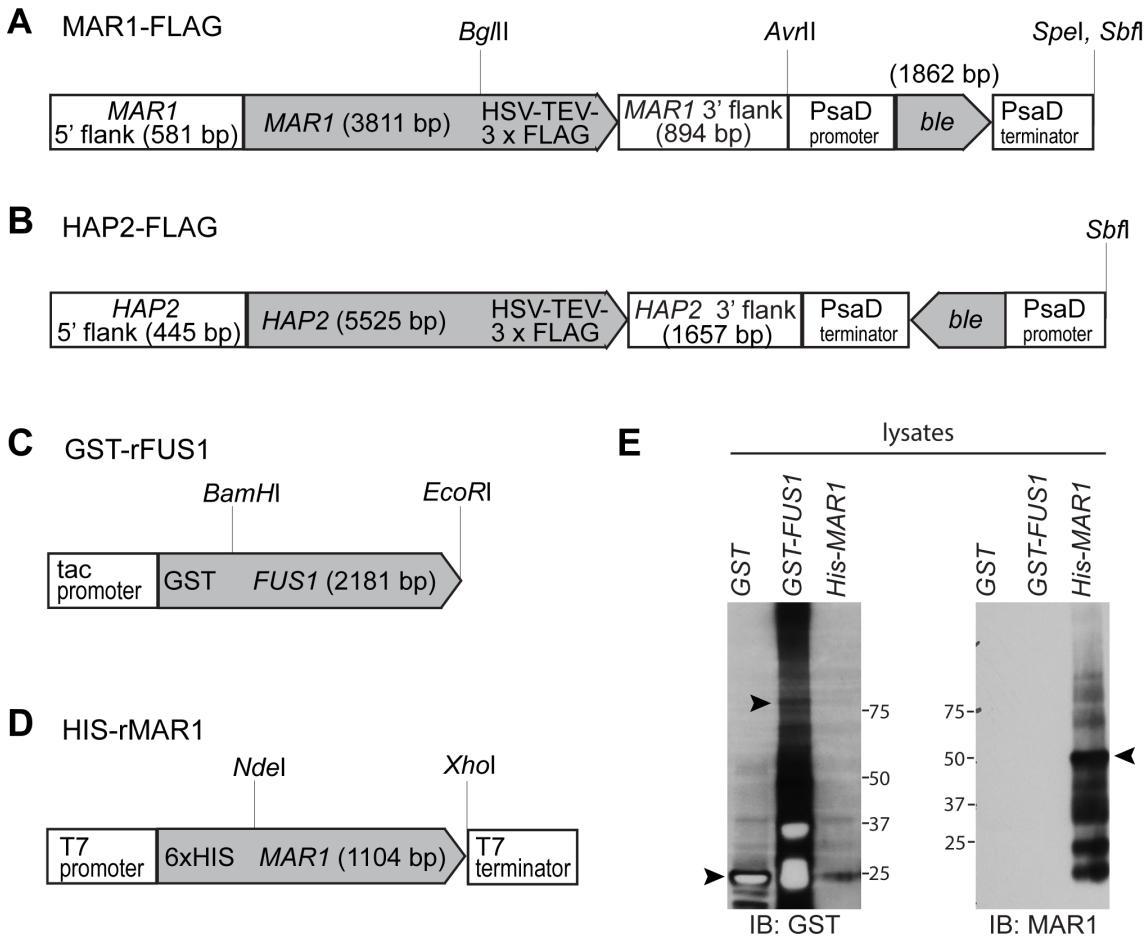 A MAR1-FLAG
BglII AvrII SpeI, SbfI
(1862 bp)
MAR1
5' flank (581 bp)
MAR1 (3811 bp)
HSV-TEV-
3 x FLAG
MAR1 3' flank
(894 bp)
PsaD
promoter
ble
PsaD
terminator
B HAP2-FLAG
SbfI
HAP2
5' flank (445 bp)
HAP2 (5525 bp)
HSV-TEV-
3 x FLAG
HAP2 3' flank
(1657 bp)
PsaD
terminator
ble
PsaD
promoter
C GST-rFUS1
BamHI EcoRI
tac
promoter
GST FUS1 (2181 bp)
D HIS-rMAR1
NdeI XhoI
T7
promoter
6xHIS MAR1 (1104 bp)
T7
terminator
E lysates
GST
GST-FUS1
His-MAR1
-75
-50
-37
-25
IB: GST
GST
GST-FUS1
His-MAR1
75-
50-
37-
25-
IB: MAR1